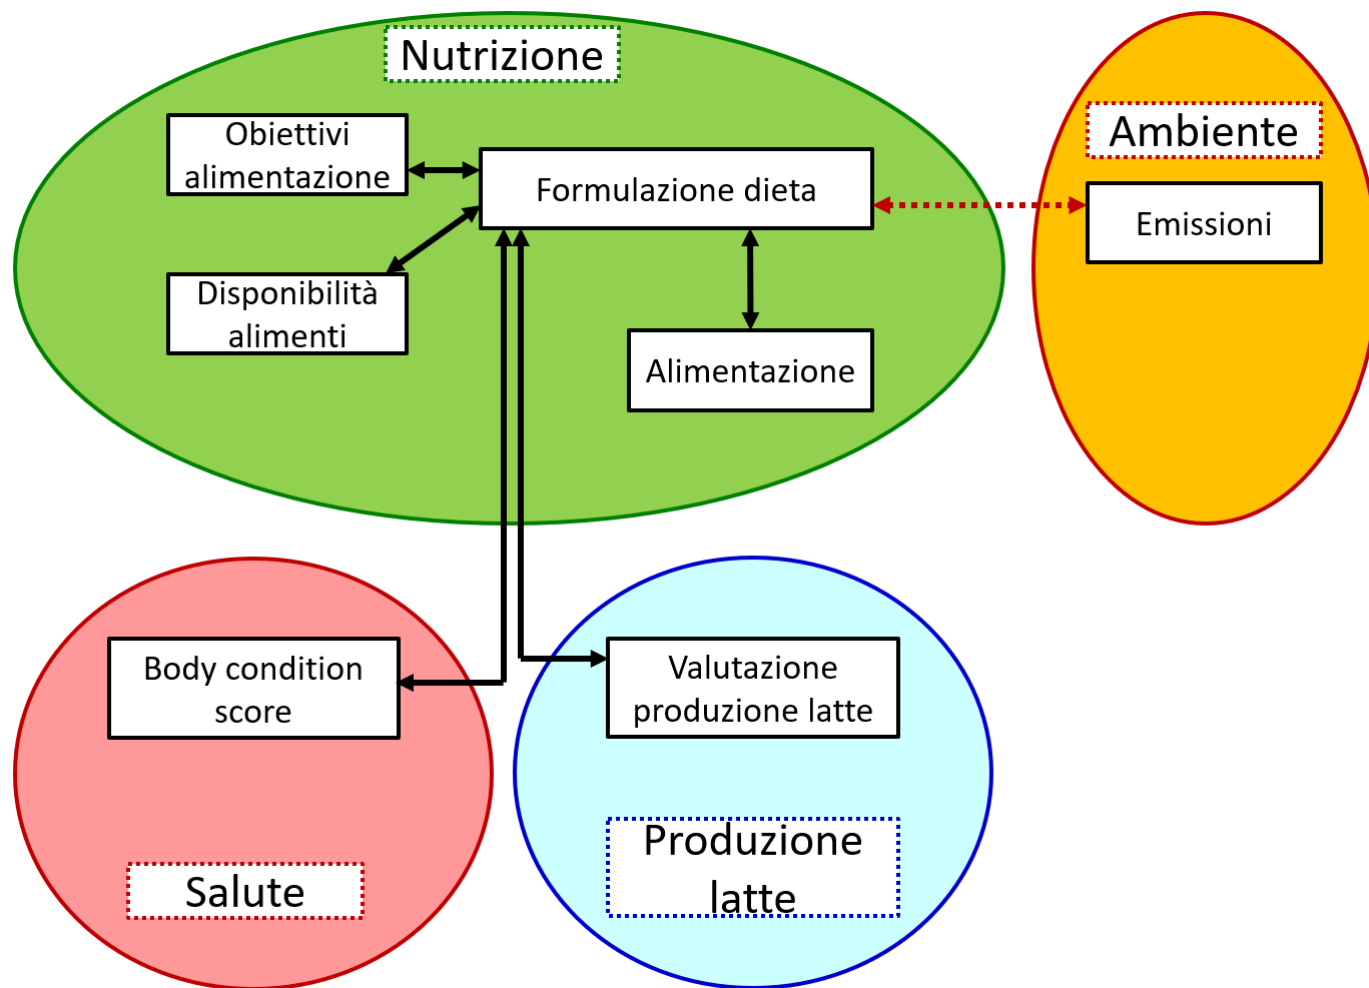 Nutrizione
Obiettivi
alimentazione
Formulazione dieta
Disponibilità
alimenti
Alimentazione
Ambiente
Emissioni
Body condition
score
Salute
Valutazione
produzione latte
Produzione
latte